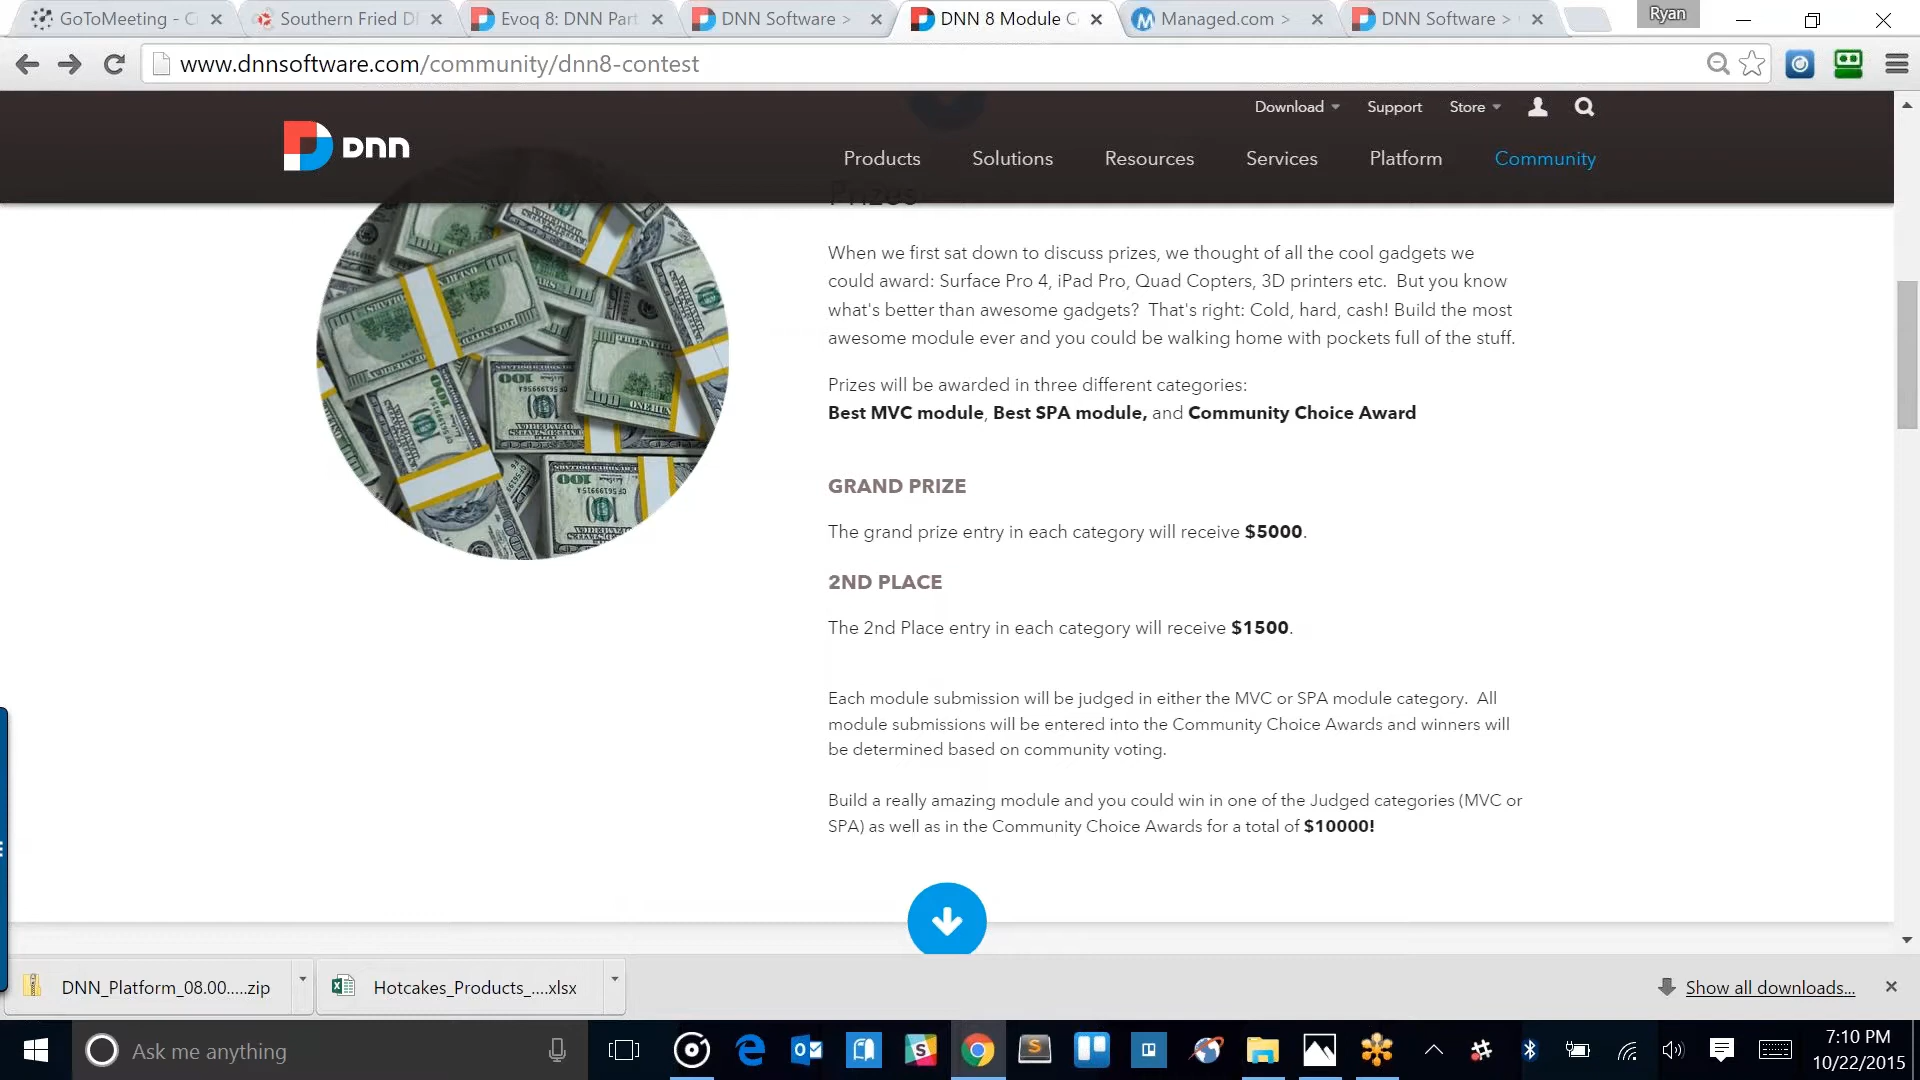 GoToMeeting - C
Southern Fried D
Evoq 8: DNN Part
DNN Software >
DNN 8 Module C
Managed.com >
DNN Software >
Ryan
www.dnnsoftware.com/community/dnn8-contest
Download
Support
Store
DNN
Products
Solutions
Resources
Services
Platform
Community
Prizes
When we first sat down to discuss prizes, we thought of all the cool gadgets we
could award: Surface Pro 4, iPad Pro, Quad Copters, 3D printers etc. But you know
what's better than awesome gadgets? That's right: Cold, hard, cash! Build the most
awesome module ever and you could be walking home with pockets full of the stuff.
Prizes will be awarded in three different categories:
Best MVC module, Best SPA module, and Community Choice Award
GRAND PRIZE
The grand prize entry in each category will receive $5000.
2ND PLACE
The 2nd Place entry in each category will receive $1500.
Each module submission will be judged in either the MVC or SPA module category. All
module submissions will be entered into the Community Choice Awards and winners will
be determined based on community voting.
Build a really amazing module and you could win in one of the Judged categories (MVC or
SPA) as well as in the Community Choice Awards for a total of $10000!
DNN_Platform_08.00.....zip
Hotcakes_Products_....xlsx
Show all downloads...
Ask me anything
7:10 PM
10/22/2015